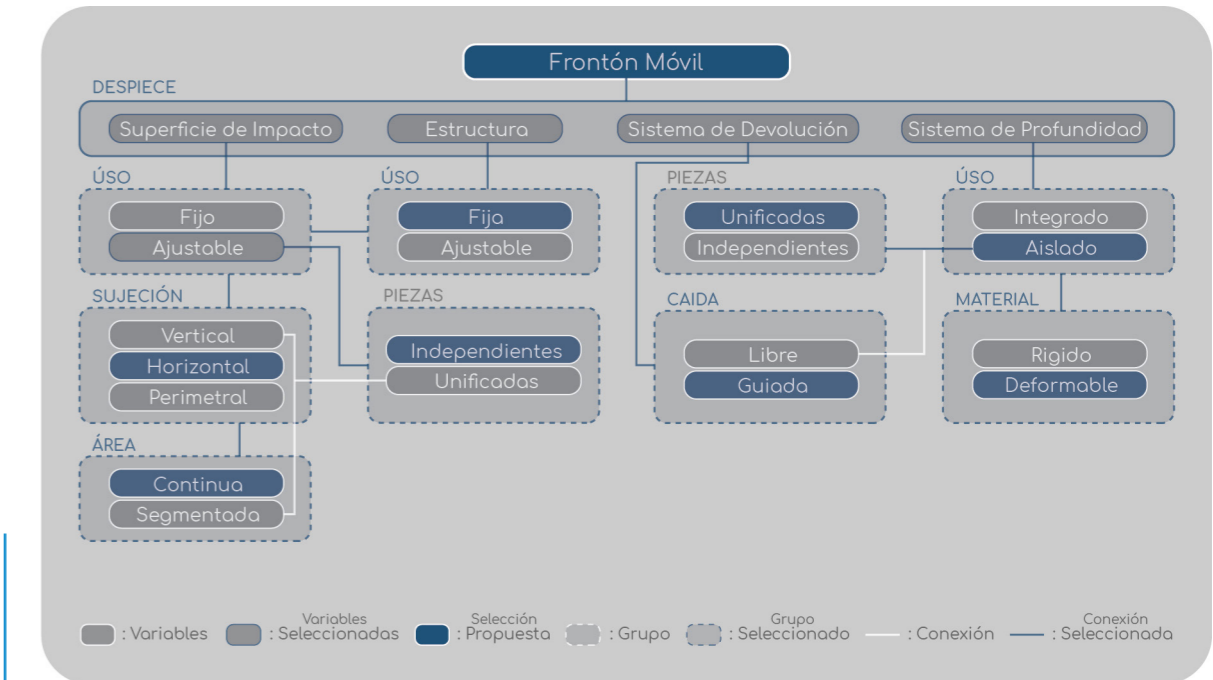 Frontón Móvil
DESPIECE
Superficie de Impacto
Estructura
Sistema de Devolución
Sistema de Profundidad
ÚSO
Fijo
Ajustable
ÚSO
Fija
Ajustable
PIEZAS
Unificadas
Independientes
ÚSO
Integrado
Aislado
SUJECIÓN
Vertical
Horizontal
Perimetral
PIEZAS
Independientes
Unificadas
CAIDA
Libre
Guiada
MATERIAL
Rigido
Deformable
ÁREA
Continua
Segmentada
: Variables
Variables
: Seleccionadas
Selección
: Propuesta
: Grupo
Grupo
: Seleccionado
: Conexión
Conexión
: Seleccionada